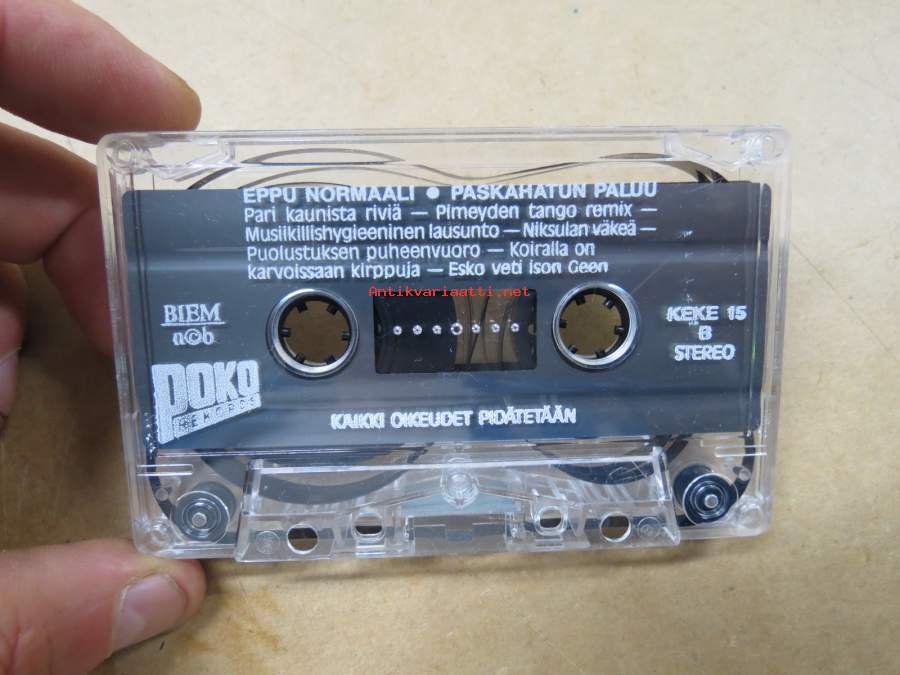 EPPU NORMAALI ● PASKAHATUN PALUU
Pari kaunista riviä — Pimeyden tango remix —
Musiikillishygieeninen lausunto — Niksulan väkeä —
Puolustuksen puheenvuoro — Koiralla on
karvoissaan kirppuja — Esko veti ison Geen
Antikvariaatti.net
BIEM
n©b
KEKE 15
B
STEREO
POKO
REKORDS
KAIKKI OIKEUDET PIDÄTETÄÄN